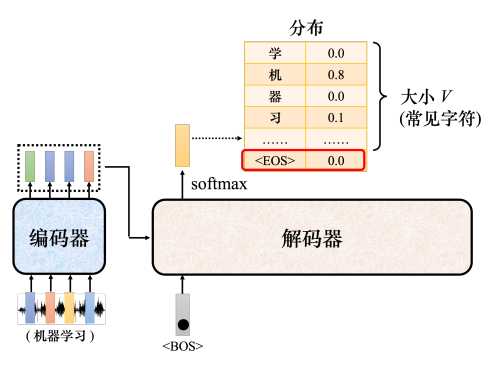 分布
学 0.0
机 0.8
器 0.0
习 0.1
...... ......
<EOS> 0.0
大小 V
(常见字符)
softmax
编码器
解码器
(机器学习)
<BOS>